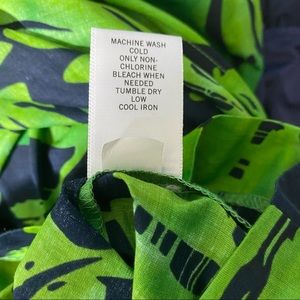 MACHINE WASH
COLD
ONLY NON-
CHLORINE
BLEACH WHEN
NEEDED
TUMBLE DRY
LOW
COOL IRON